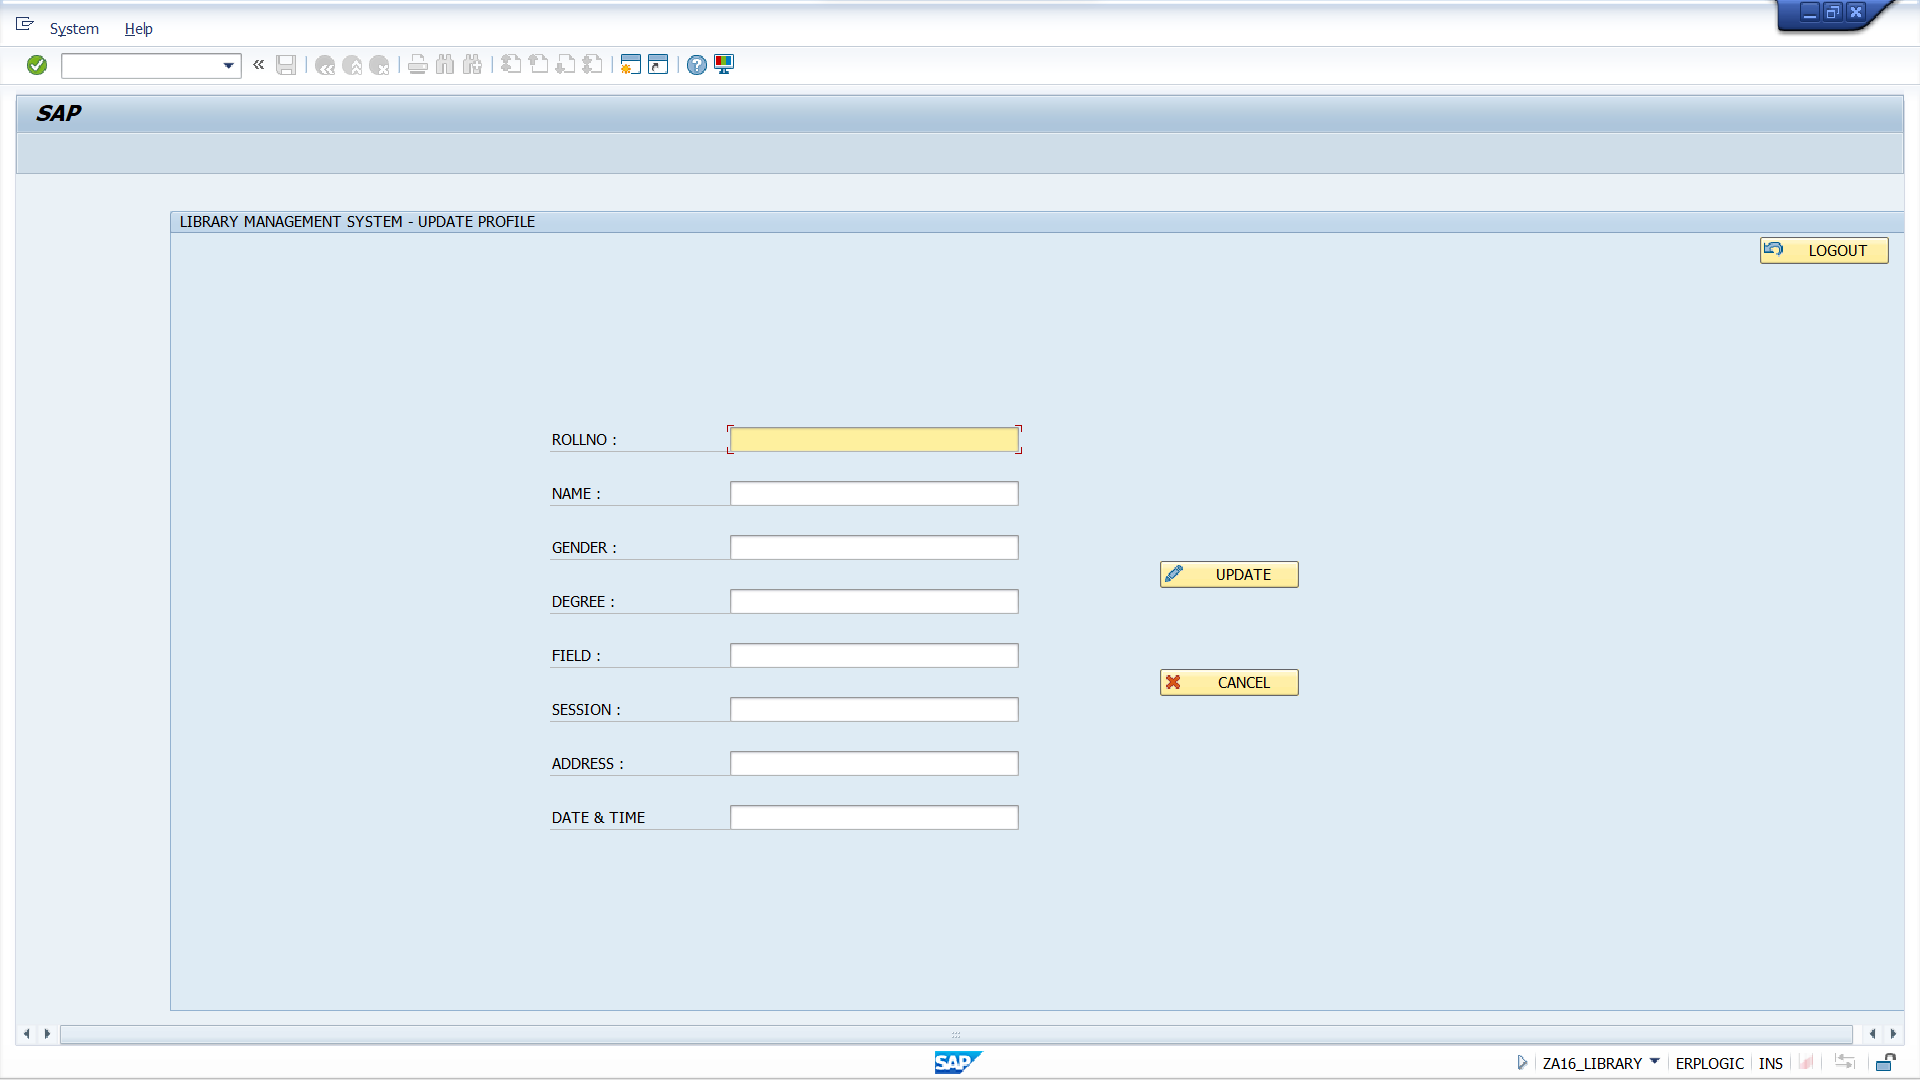 System Help
SAP
LIBRARY MANAGEMENT SYSTEM - UPDATE PROFILE
LOGOUT
ROLLNO :
NAME :
GENDER :
UPDATE
DEGREE :
FIELD :
CANCEL
SESSION :
ADDRESS :
DATE & TIME
SAP
ZA16_LIBRARY ERPLOGIC INS